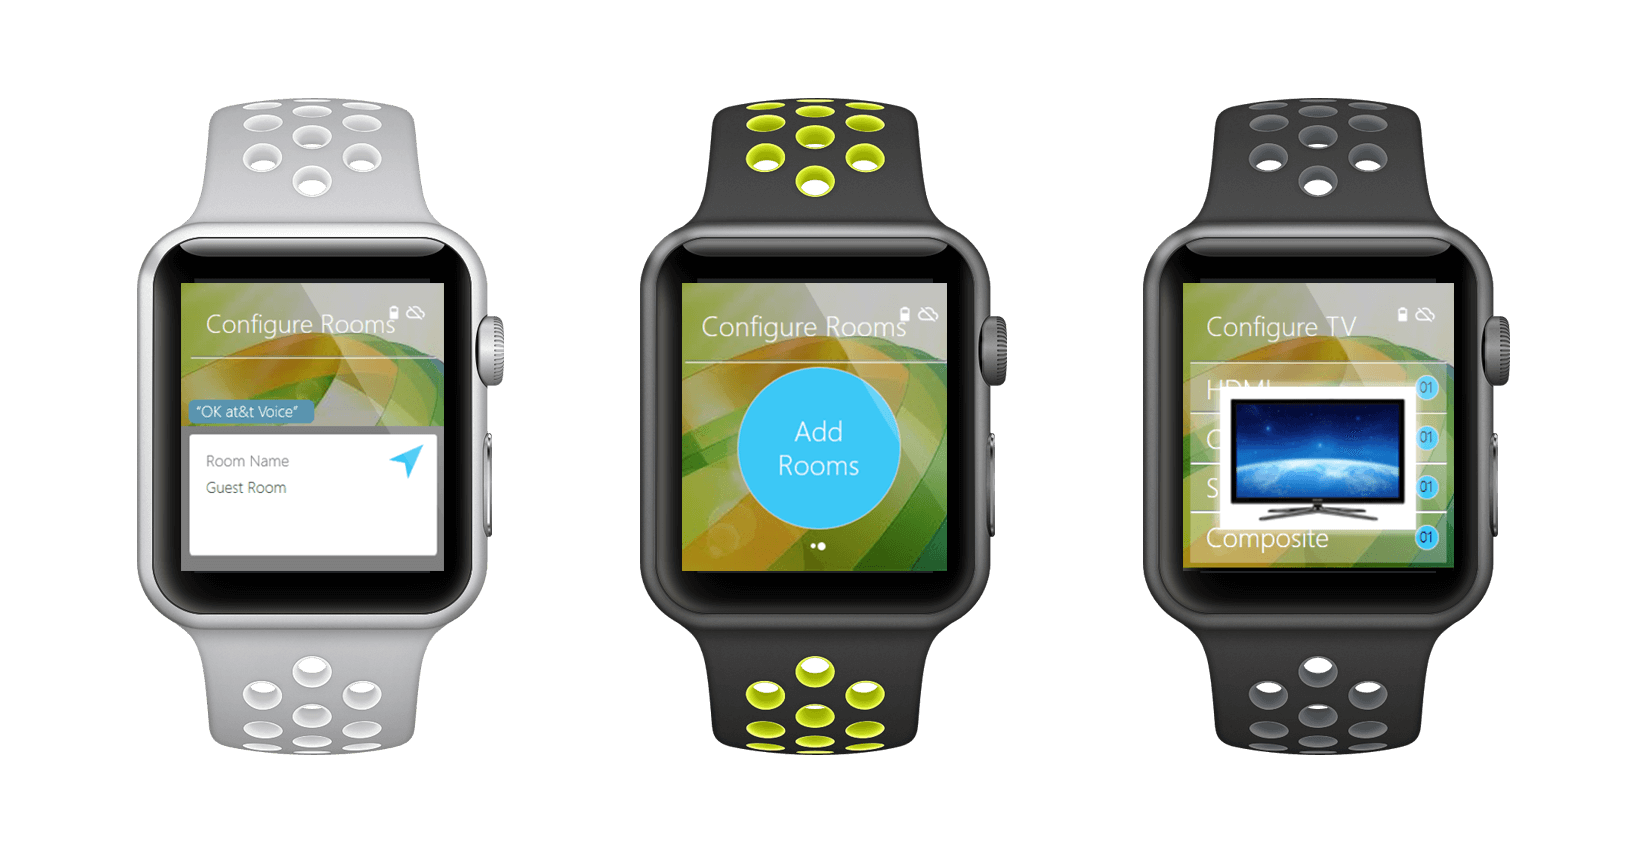 Configure Rooms
"OK at&t Voice"
Room Name
Guest Room
Configure Rooms
Add
Rooms
Configure TV
01
01
01
Composite 01